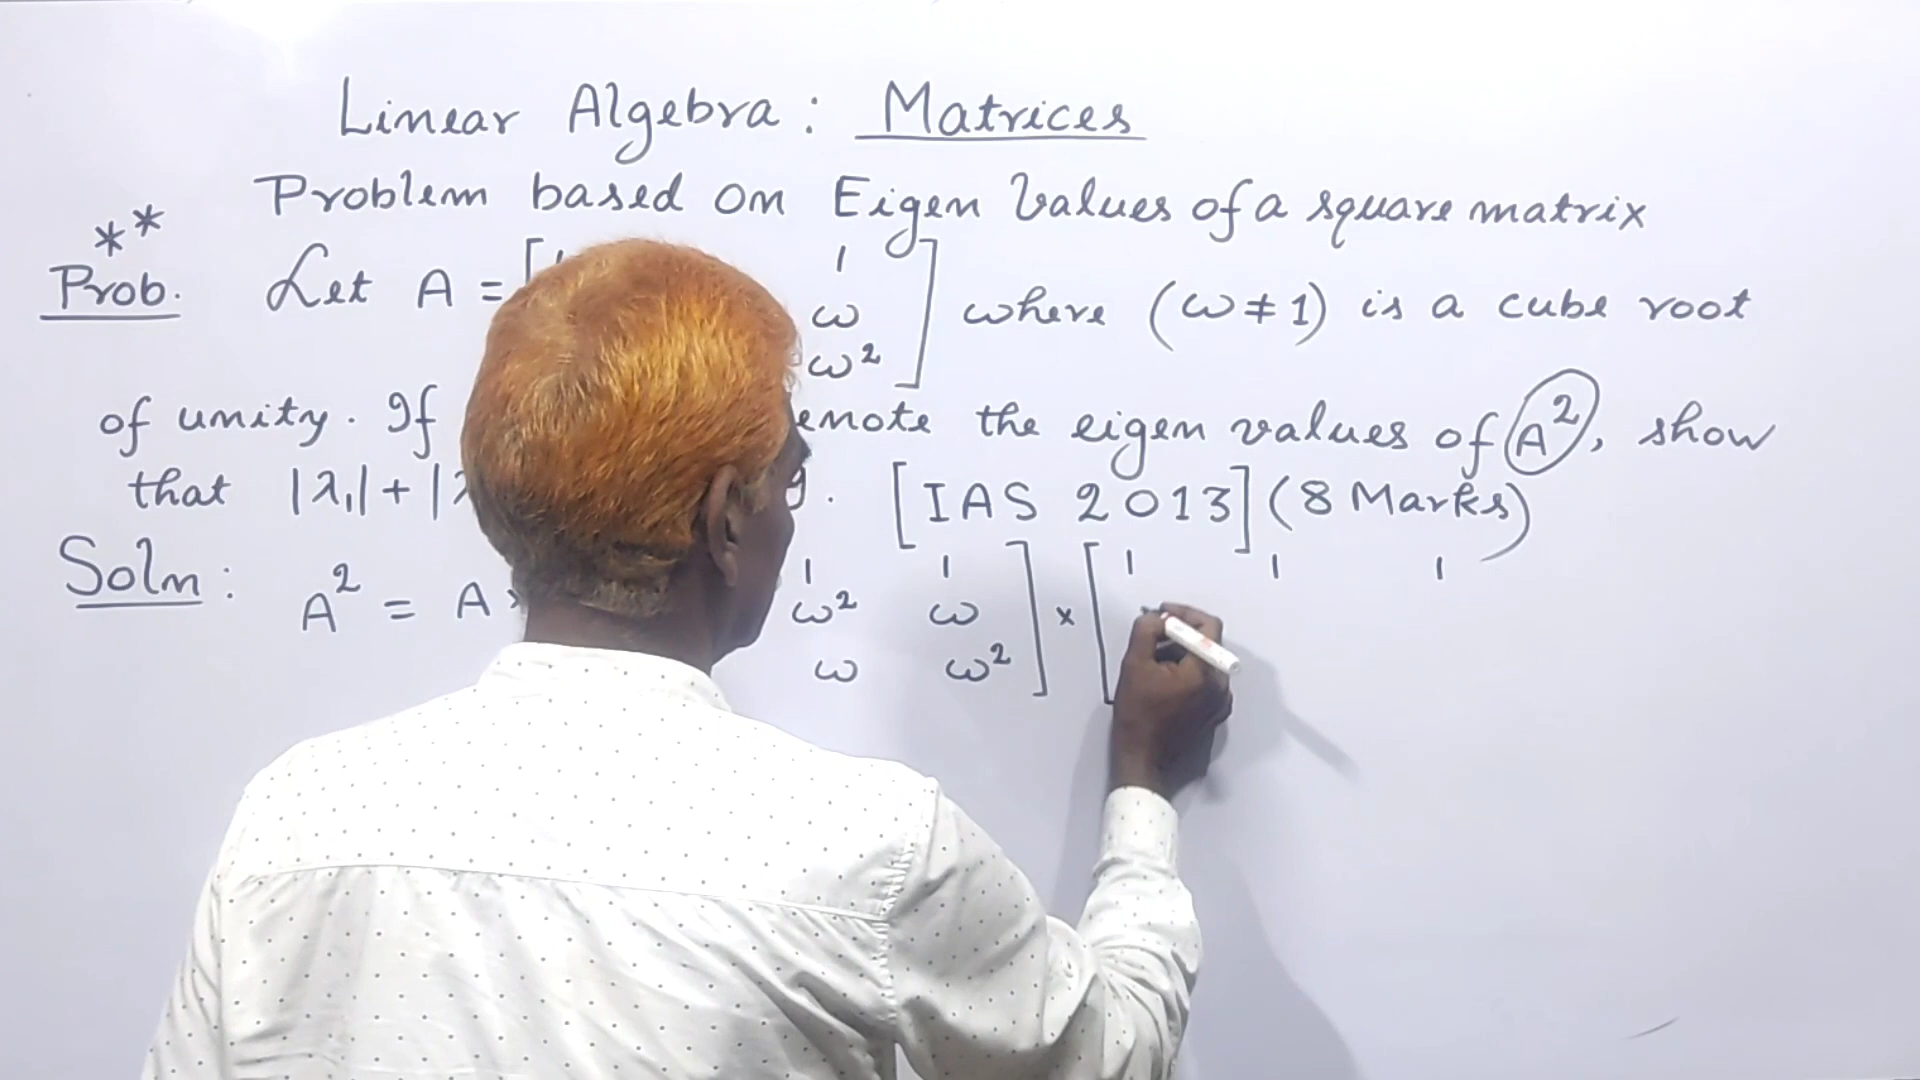 Linear Algebra: Matrices
Problem based on Eigen Values of a square matrix
**
Prob. Let A = [ 1
ω ] where (ω ≠ 1) is a cube root
ω²
of unity. If enote the eigen values of A², show
that |λ₁| + | 9. [IAS 2013] (8 Marks)
Soln: A² = A × 1 1 ] × [ 1 1 1
ω² ω
ω ω²